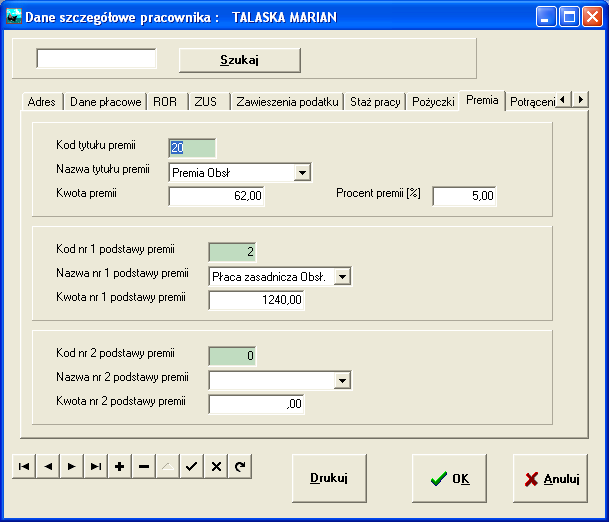 Dane szczegółowe pracownika : TALASKA MARIAN
Szukaj
Adres Dane płacowe ROR ZUS Zawieszenia podatku Staż pracy Pożyczki Premia Potrąceni
Kod tytułu premii 20
Nazwa tytułu premii Premia Obsł
Kwota premii 62,00 Procent premii [%] 5,00
Kod nr 1 podstawy premii 2
Nazwa nr 1 podstawy premii Płaca zasadnicza Obsł.
Kwota nr 1 podstawy premii 1240,00
Kod nr 2 podstawy premii 0
Nazwa nr 2 podstawy premii
Kwota nr 2 podstawy premii ,00
Drukuj OK Anuluj